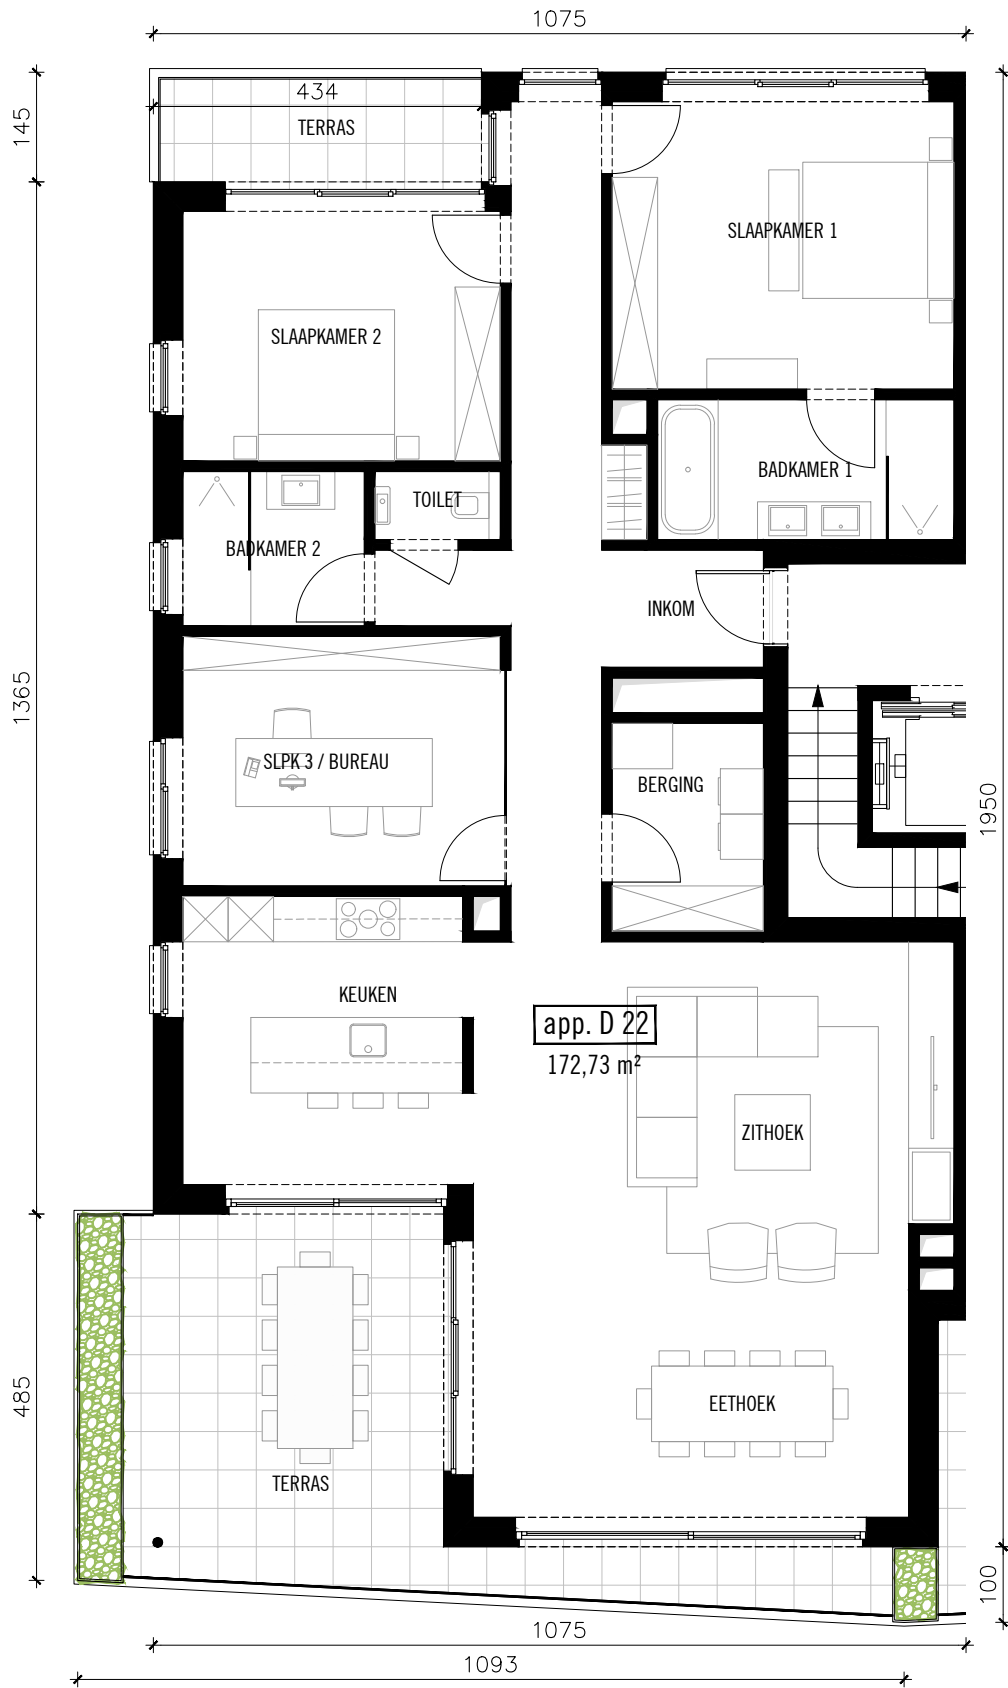 1075
434
145
TERRAS
SLAAPKAMER 1
SLAAPKAMER 2
BADKAMER 1
TOILET
BADKAMER 2
INKOM
1365
SLPK 3 / BUREAU
BERGING
1950
KEUKEN
app. D 22
172,73 m²
ZITHOEK
485
EETHOEK
TERRAS
100
1075
1093